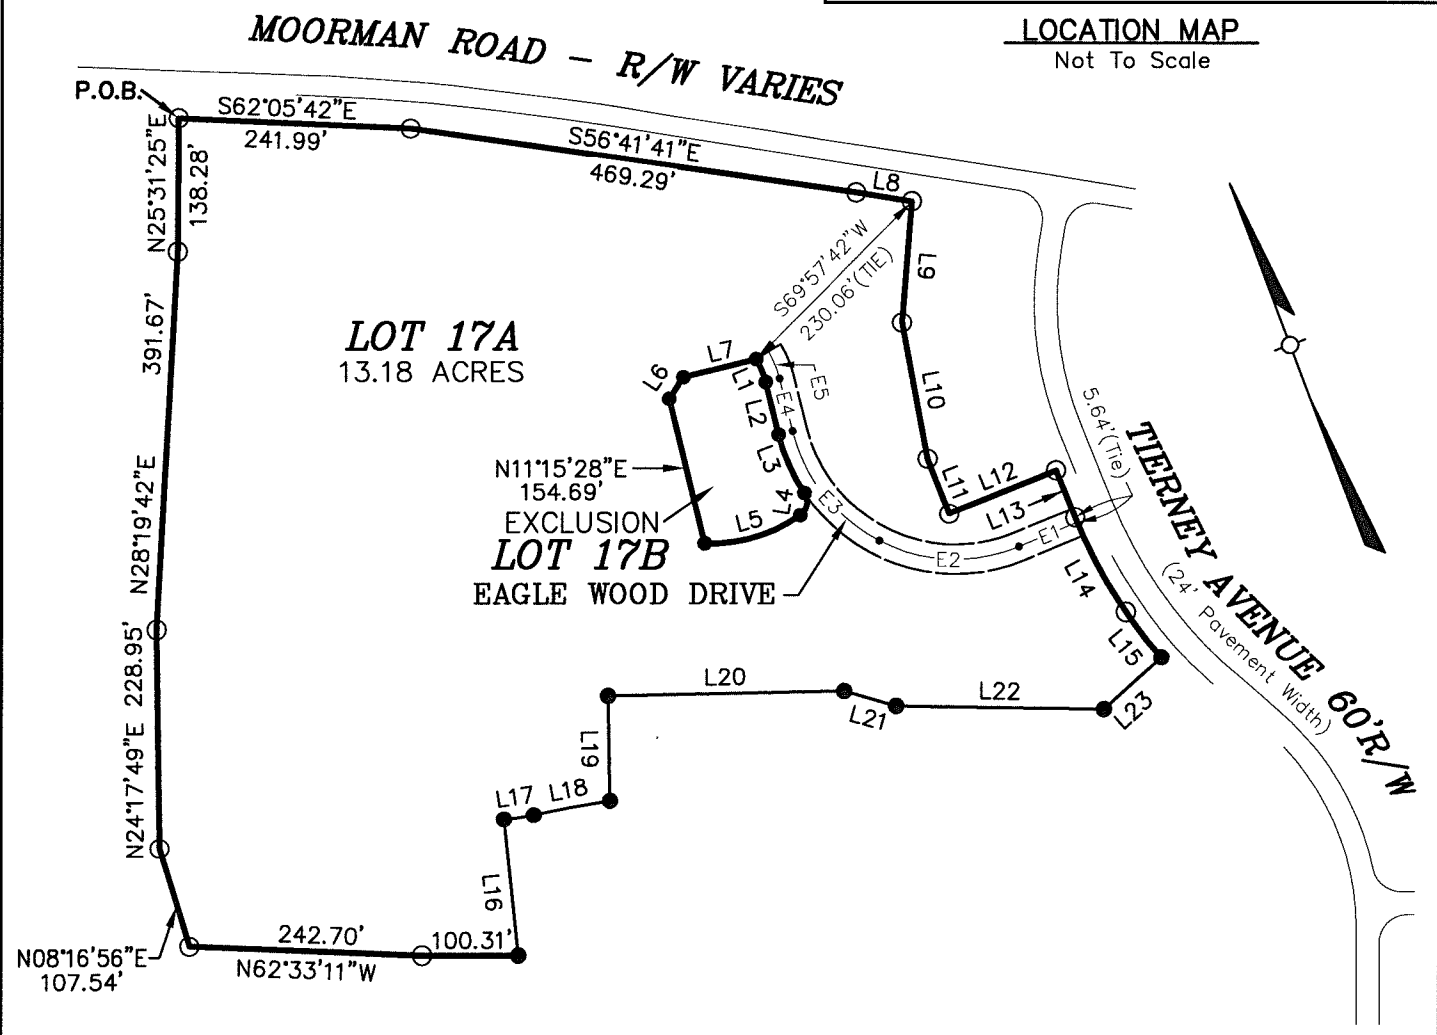 LOCATION MAP
Not To Scale
MOORMAN ROAD - R/W VARIES
P.O.B.
S62°05'42"E
241.99'
S56°41'41"E
469.29'
L8
N25°31'25"E
138.28'
S69°57'42"W
230.06'(TIE)
L9
391.67'
N28°19'42"E
LOT 17A
13.18 ACRES
L7
L6
L1
L2
L3
L4
L5
E5
E4
E3
E2
E1
L10
L11
L12
L13
5.64'(Tie)
N11°15'28"E
154.69'
EXCLUSION
LOT 17B
EAGLE WOOD DRIVE
TIERNEY AVENUE 60'R/W
(24' Pavement Width)
L14
L15
228.95'
N24°17'49"E
L20
L21
L22
L23
L19
L17
L18
L16
242.70'
N62°33'11"W
100.31'
N08°16'56"E
107.54'